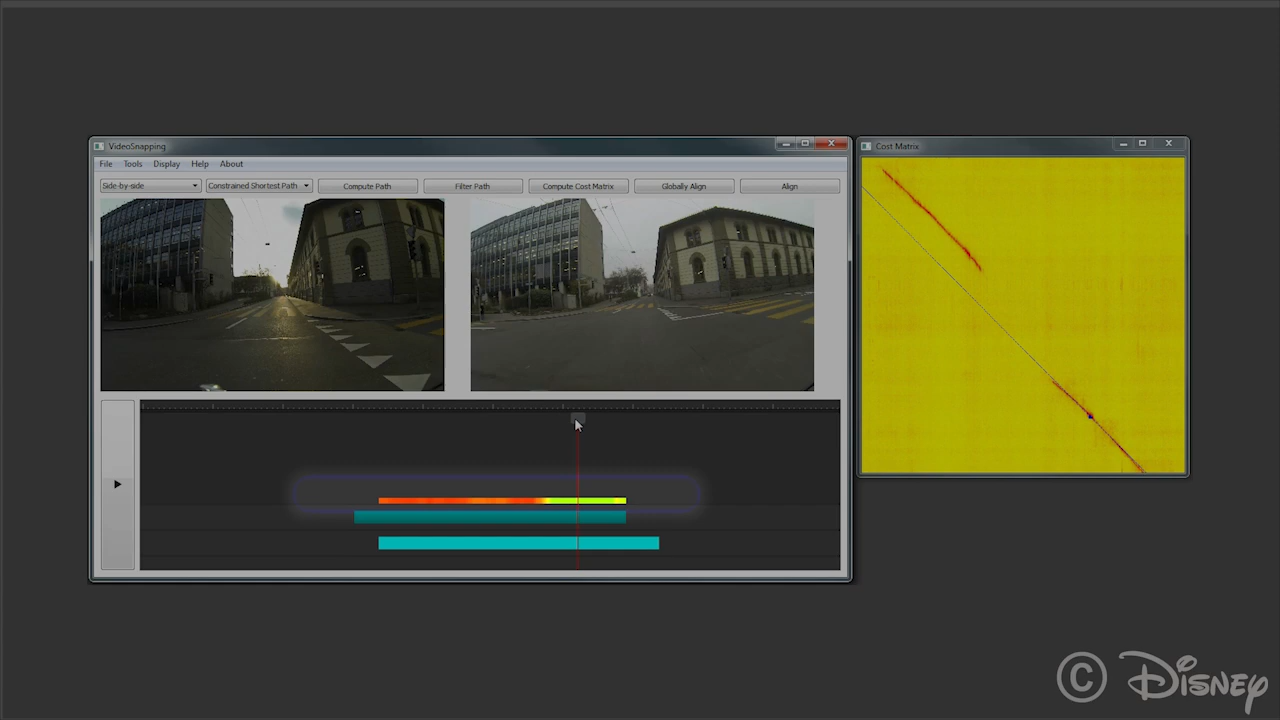 VideoSnapping
Cost Matrix
File Tools Display Help About
Side-by-side Constrained Shortest Path Compute Path Filter Path Compute Cost Matrix Globally Align Align
© Disney